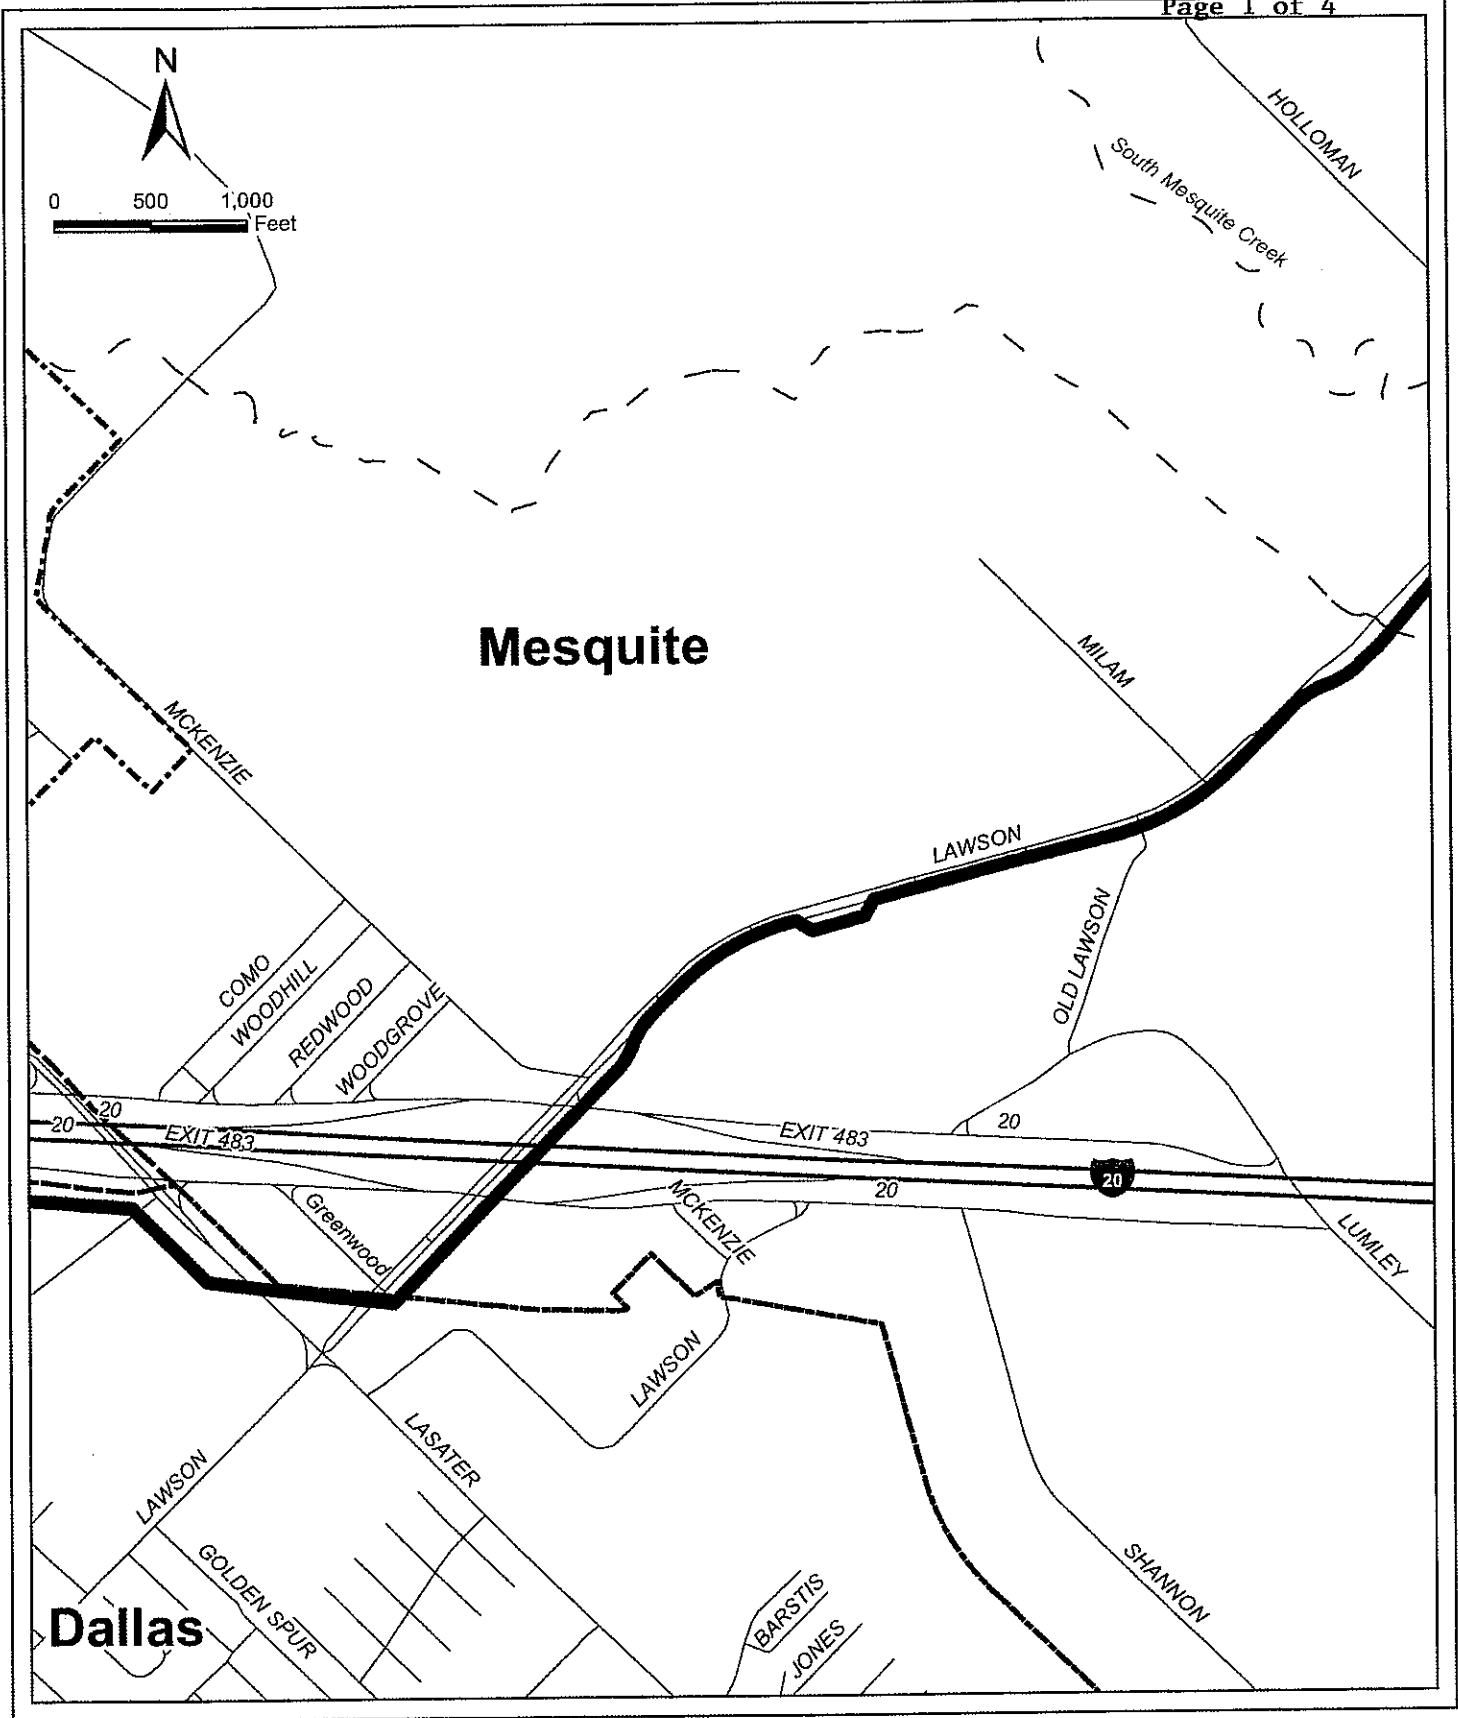 Page 1 of 4
N
0 500 1,000
Feet
HOLLOMAN
South Mesquite Creek
Mesquite
MILAM
MCKENZIE
LAWSON
OLD LAWSON
COMO
WOODHILL
REDWOOD
WOODGROVE
20
20
EXIT 483
EXIT 483
20
20
20
MCKENZIE
Greenwood
LUMLEY
LAWSON
LASATER
LAWSON
GOLDEN SPUR
SHANNON
BARSTIS
JONES
Dallas